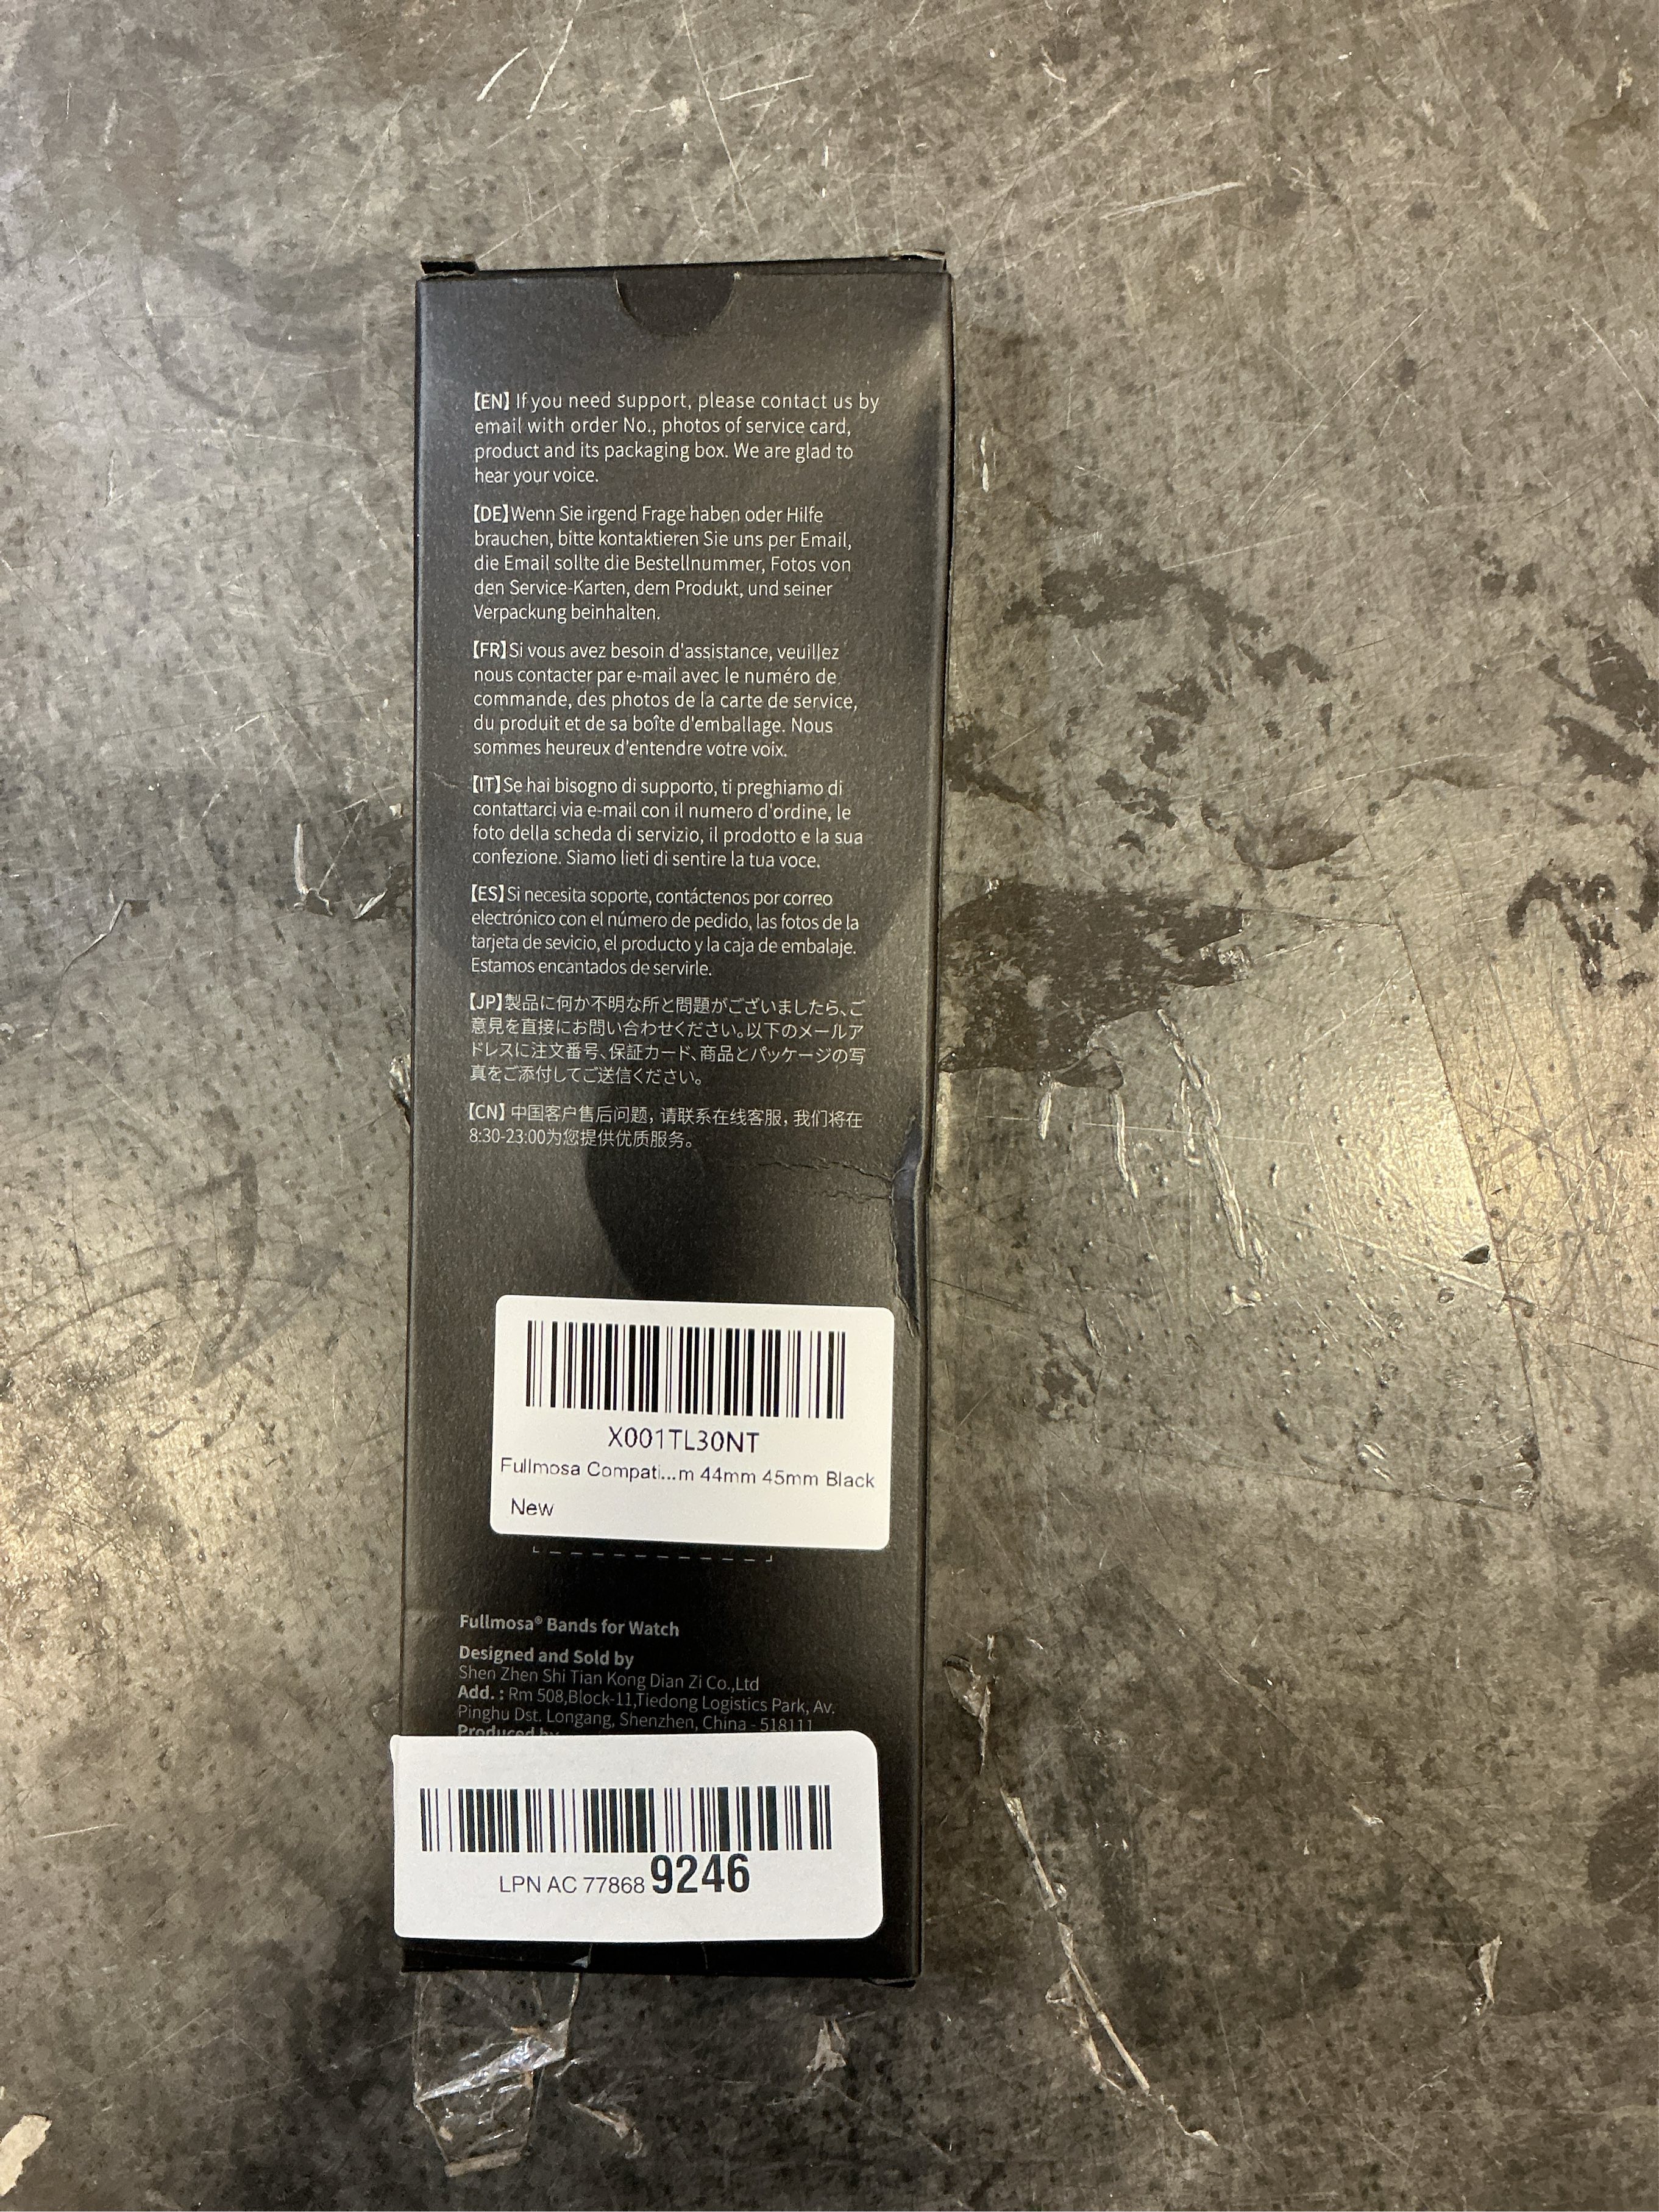 【EN】If you need support, please contact us by
email with order No., photos of service card,
product and its packaging box. We are glad to
hear your voice.
【DE】Wenn Sie irgend Frage haben oder Hilfe
brauchen, bitte kontaktieren Sie uns per Email,
die Email sollte die Bestellnummer, Fotos von
den Service-Karten, dem Produkt, und seiner
Verpackung beinhalten.
【FR】Si vous avez besoin d'assistance, veuillez
nous contacter par e-mail avec le numéro de
commande, des photos de la carte de service,
du produit et de sa boîte d'emballage. Nous
sommes heureux d'entendre votre voix.
【IT】Se hai bisogno di supporto, ti preghiamo di
contattarci via e-mail con il numero d'ordine, le
foto della scheda di servizio, il prodotto e la sua
confezione. Siamo lieti di sentire la tua voce.
【ES】Si necesita soporte, contáctenos por correo
electrónico con el número de pedido, las fotos de la
tarjeta de sevicio, el producto y la caja de embalaje.
Estamos encantados de servirle.
【JP】製品に何か不明な所と問題がございましたら、ご
意見を直接にお問い合わせください。以下のメールア
ドレスに注文番号、保証カード、商品とパッケージの写
真をご添付してご送信ください。
【CN】中国客户售后问题，请联系在线客服，我们将在
8:30-23:00为您提供优质服务。
X001TL30NT
Fullmosa Compati...m 44mm 45mm Black
New
Fullmosa® Bands for Watch
Designed and Sold by
Shen Zhen Shi Tian Kong Dian Zi Co.,Ltd
Add. : Rm 508,Block-11,Tiedong Logistics Park, Av.
Pinghu Dst. Longang, Shenzhen, China - 518111
Produced by
LPN AC 77868 9246